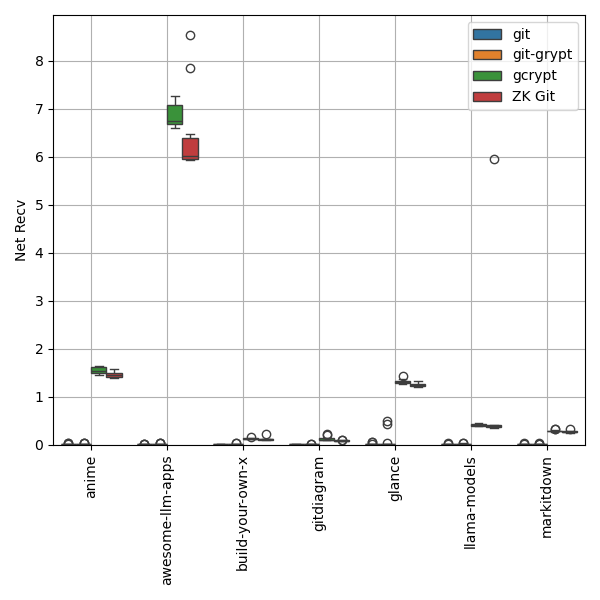 git
git-grypt
gcrypt
ZK Git
Net Recv
8
7
6
5
4
3
2
1
0
anime
awesome-llm-apps
build-your-own-x
gitdiagram
glance
llama-models
markitdown